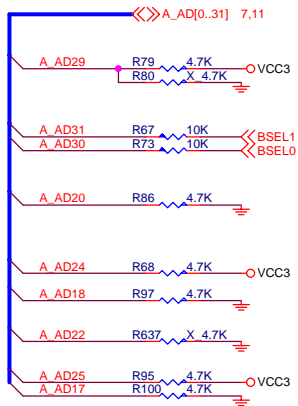 A_AD[0..31] 7,11
A_AD29 R79 4.7K VCC3
R80 X_4.7K
A_AD31 R67 10K BSEL1
A_AD30 R73 10K BSEL0
A_AD20 R86 4.7K
A_AD24 R68 4.7K VCC3
A_AD18 R97 4.7K
A_AD22 R637 X_4.7K
A_AD25 R95 4.7K VCC3
A_AD17 R100 4.7K